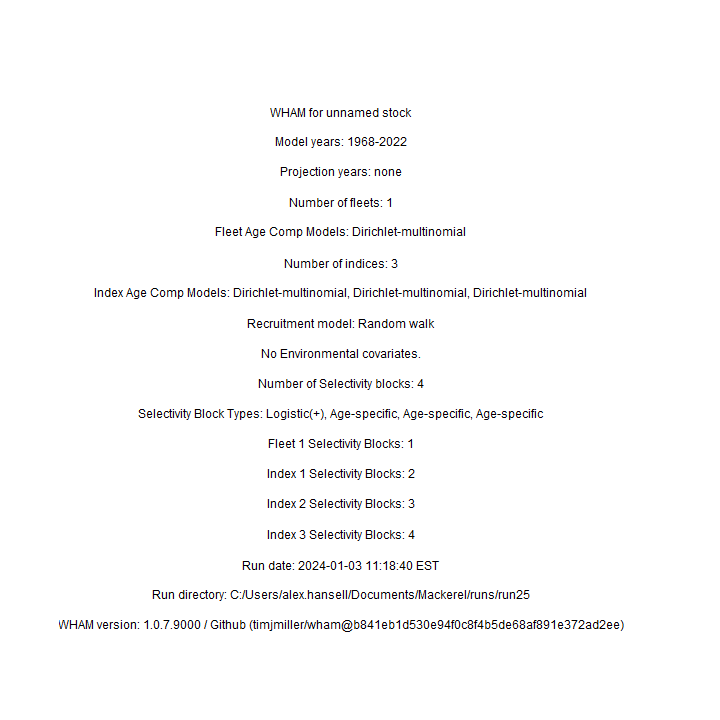 WHAM for unnamed stock
Model years: 1968-2022
Projection years: none
Number of fleets: 1
Fleet Age Comp Models: Dirichlet-multinomial
Number of indices: 3
Index Age Comp Models: Dirichlet-multinomial, Dirichlet-multinomial, Dirichlet-multinomial
Recruitment model: Random walk
No Environmental covariates.
Number of Selectivity blocks: 4
Selectivity Block Types: Logistic(+), Age-specific, Age-specific, Age-specific
Fleet 1 Selectivity Blocks: 1
Index 1 Selectivity Blocks: 2
Index 2 Selectivity Blocks: 3
Index 3 Selectivity Blocks: 4
Run date: 2024-01-03 11:18:40 EST
Run directory: C:/Users/alex.hansell/Documents/Mackerel/runs/run25
WHAM version: 1.0.7.9000 / Github (timjmiller/wham@b841eb1d530e94f0c8f4b5de68af891e372ad2ee)